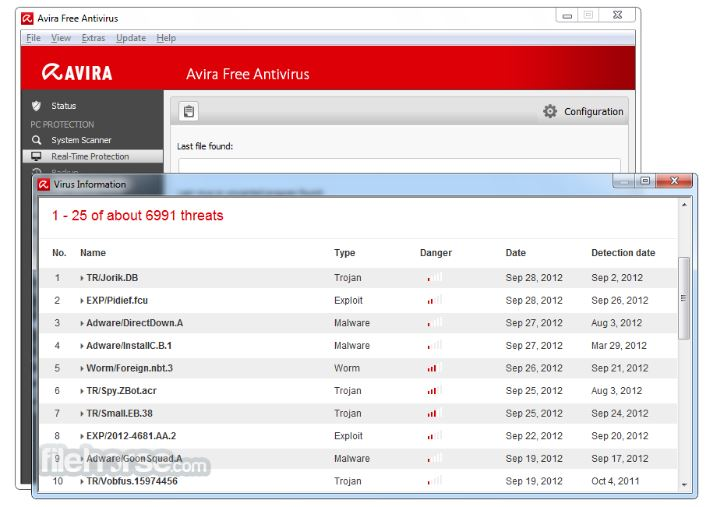 Avira Free Antivirus
File View Extras Update Help
AVIRA Avira Free Antivirus
Status
PC PROTECTION
System Scanner
Real-Time Protection
Configuration
Last file found:
Virus Information
1 - 25 of about 6991 threats
No. Name Type Danger Date Detection date
1 TR/Jorik.DB Trojan Sep 28, 2012 Sep 2, 2012
2 EXP/Pidief.fcu Exploit Sep 28, 2012 Sep 26, 2012
3 Adware/DirectDown.A Malware Sep 27, 2012 Aug 3, 2012
4 Adware/InstallC.B.1 Malware Sep 27, 2012 Mar 29, 2012
5 Worm/Foreign.nbt.3 Worm Sep 26, 2012 Sep 21, 2012
6 TR/Spy.ZBot.acr Trojan Sep 25, 2012 Aug 3, 2012
7 TR/Small.EB.38 Trojan Sep 25, 2012 Sep 24, 2012
8 EXP/2012-4681.AA.2 Exploit Sep 22, 2012 Sep 20, 2012
9 Adware/GoonSquad.A Malware Sep 19, 2012 Sep 17, 2012
10 TR/Vobfus.15974456 Trojan Sep 19, 2012 Oct 4, 2011
filehorse.com